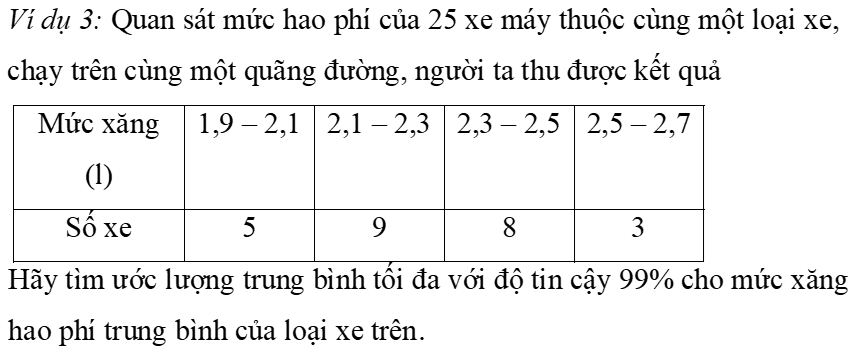 Ví dụ 3: Quan sát mức hao phí của 25 xe máy thuộc cùng một loại xe,
chạy trên cùng một quãng đường, người ta thu được kết quả
Mức xăng (l) 1,9 – 2,1 2,1 – 2,3 2,3 – 2,5 2,5 – 2,7
Số xe 5 9 8 3
Hãy tìm ước lượng trung bình tối đa với độ tin cậy 99% cho mức xăng
hao phí trung bình của loại xe trên.